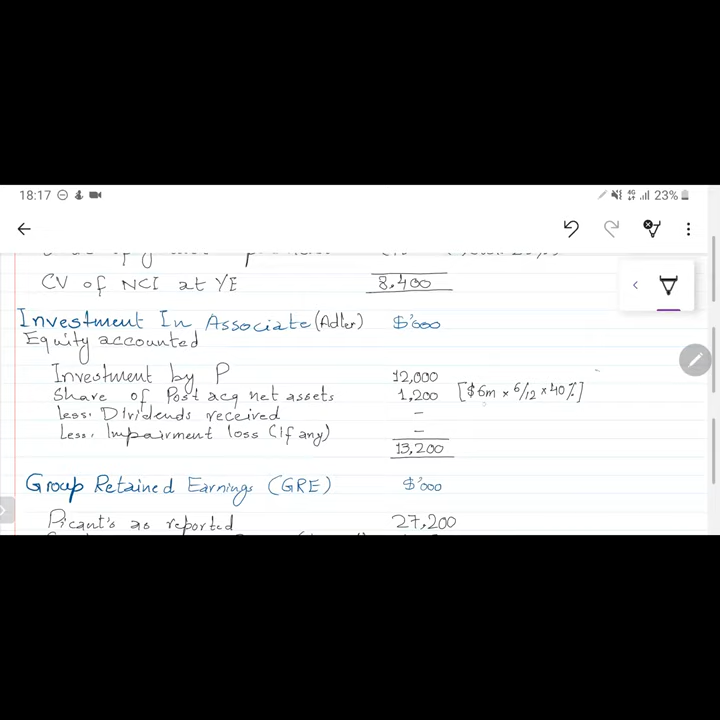 18:17 4G 23%
CV of NCI at YE 8,400
Investment In Associate (Adler) $'000
Equity accounted
Investment by P 12,000
Share of Post acq net assets 1,200 [$6m × 6/12 × 40%]
Less. Dividends received –
Less. Impairment loss (if any) –
13,200
Group Retained Earnings (GRE) $'000
Picant's as reported 27,200